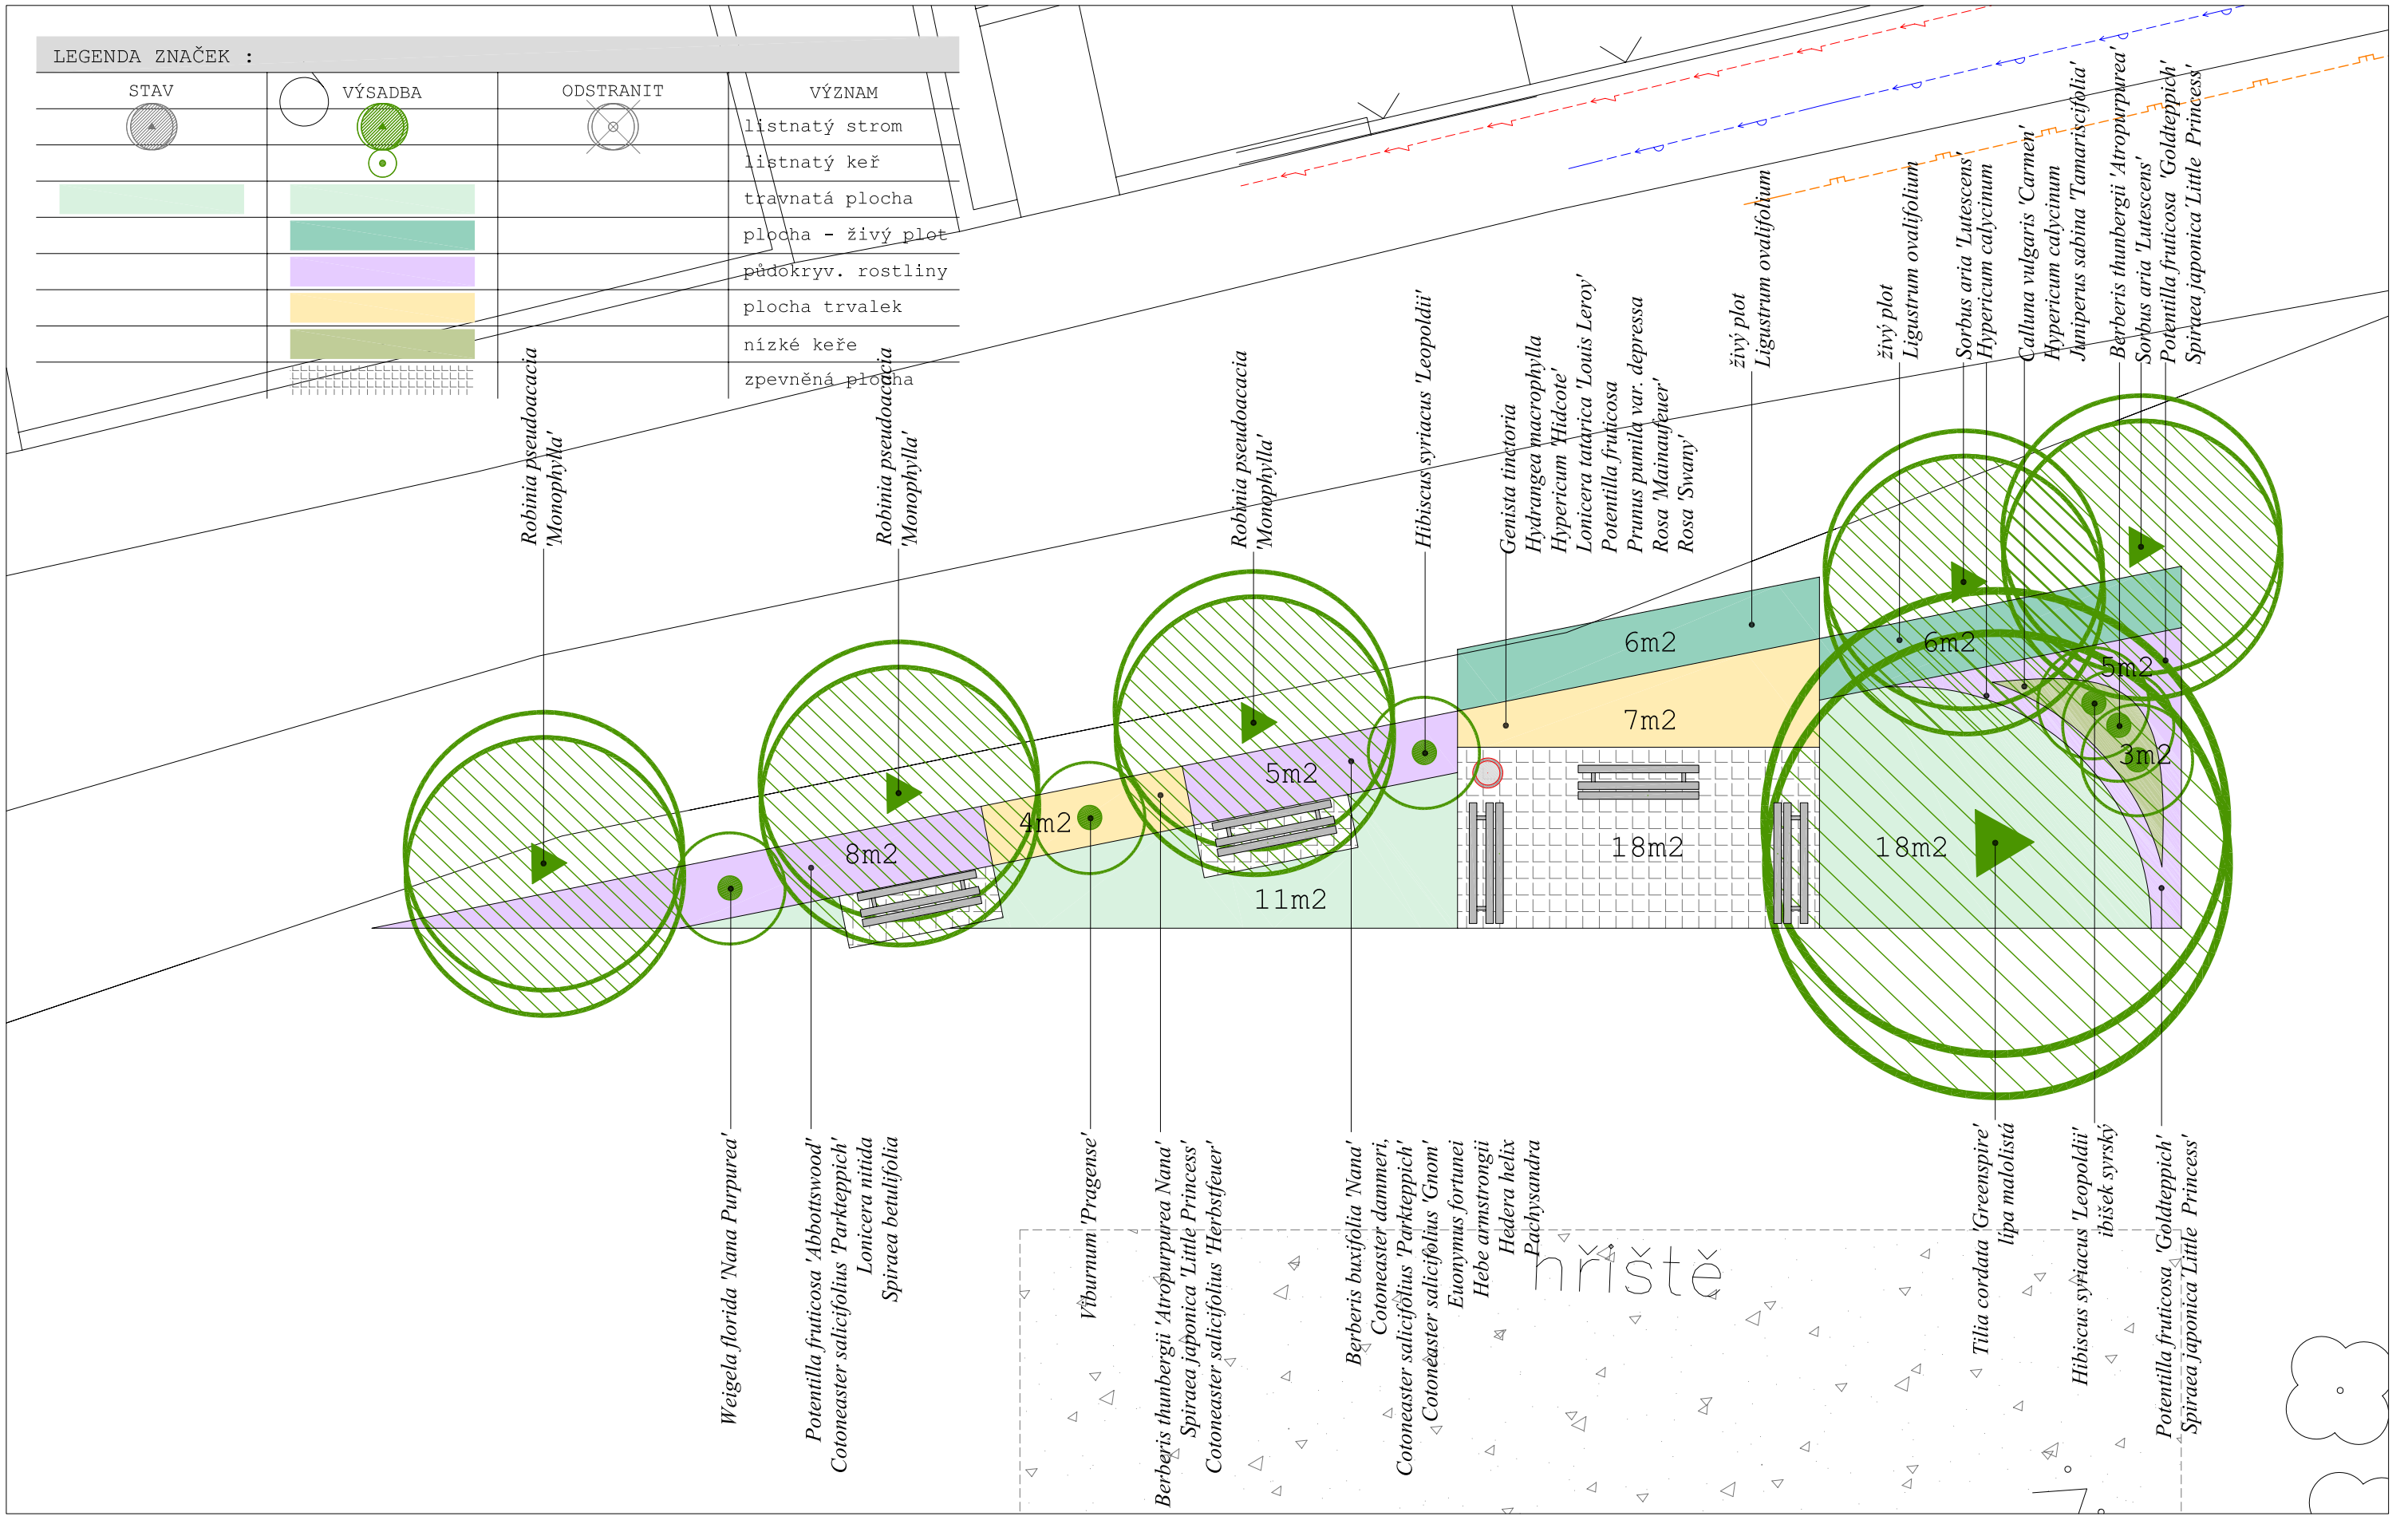 LEGENDA ZNAČEK :
STAV
VÝSADBA
ODSTRANIT
VÝZNAM
listnatý strom
listnatý keř
travnatá plocha
plocha - živý plot
půdokryv. rostliny
plocha trvalek
nízké keře
zpevněná plocha
Robinia pseudoacacia
'Monophylla'
Robinia pseudoacacia
'Monophylla'
Robinia pseudoacacia
'Monophylla'
Hibiscus syriacus 'Leopoldii'
Genista tinctoria
Hydrangea macrophylla
Hypericum 'Hidcote'
Lonicera tatarica 'Louis Leroy'
Potentilla fruticosa
Prunus pumila var. depressa
Rosa 'Mainaufeuer'
Rosa 'Swany'
živý plot
Ligustrum ovalifolium
živý plot
Ligustrum ovalifolium
Sorbus aria 'Lutescens'
Hypericum calycinum
Calluna vulgaris 'Carmen'
Hypericum calycinum
Juniperus sabina 'Tamariscifolia'
Berberis thunbergii 'Atropurpurea'
Sorbus aria 'Lutescens'
Potentilla fruticosa 'Goldteppich'
Spiraea japonica 'Little Princess'
8m2
4m2
5m2
11m2
6m2
7m2
18m2
6m2
5m2
3m2
18m2
Weigela florida 'Nana Purpurea'
Potentilla fruticosa 'Abbottswood'
Cotoneaster salicifolius 'Parkteppich'
Lonicera nitida
Spiraea betulifolia
Viburnum 'Pragense'
Berberis thunbergii 'Atropurpurea Nana'
Spiraea japonica 'Little Princess'
Cotoneaster salicifolius 'Herbstfeuer'
Berberis buxifolia 'Nana'
Cotoneaster dammeri,
Cotoneaster salicifolius 'Parkteppich'
Cotoneaster salicifolius 'Gnom'
Euonymus fortunei
Hebe armstrongii
Hedera helix
Pachysandra
Tilia cordata 'Greenspire'
lípa malolistá
Hibiscus syriacus 'Leopoldii'
ibišek syrský
Potentilla fruticosa 'Goldteppich'
Spiraea japonica 'Little Princess'
hřiště